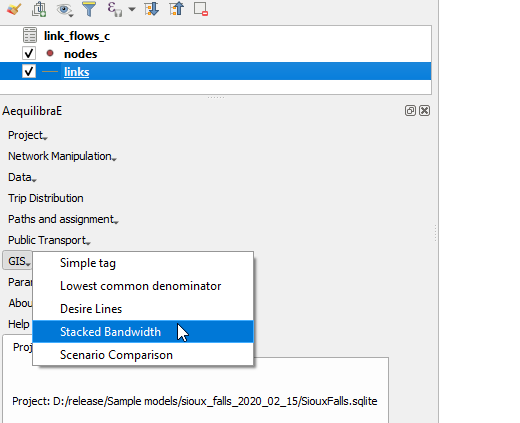 link_flows_c
nodes
links
AequilibraE
Project
Network Manipulation
Data
Trip Distribution
Paths and assignment
Public Transport
GIS
Simple tag
Lowest common denominator
Desire Lines
Stacked Bandwidth
Scenario Comparison
Para
Abou
Help
Proj
Project: D:/release/Sample models/sioux_falls_2020_02_15/SiouxFalls.sqlite